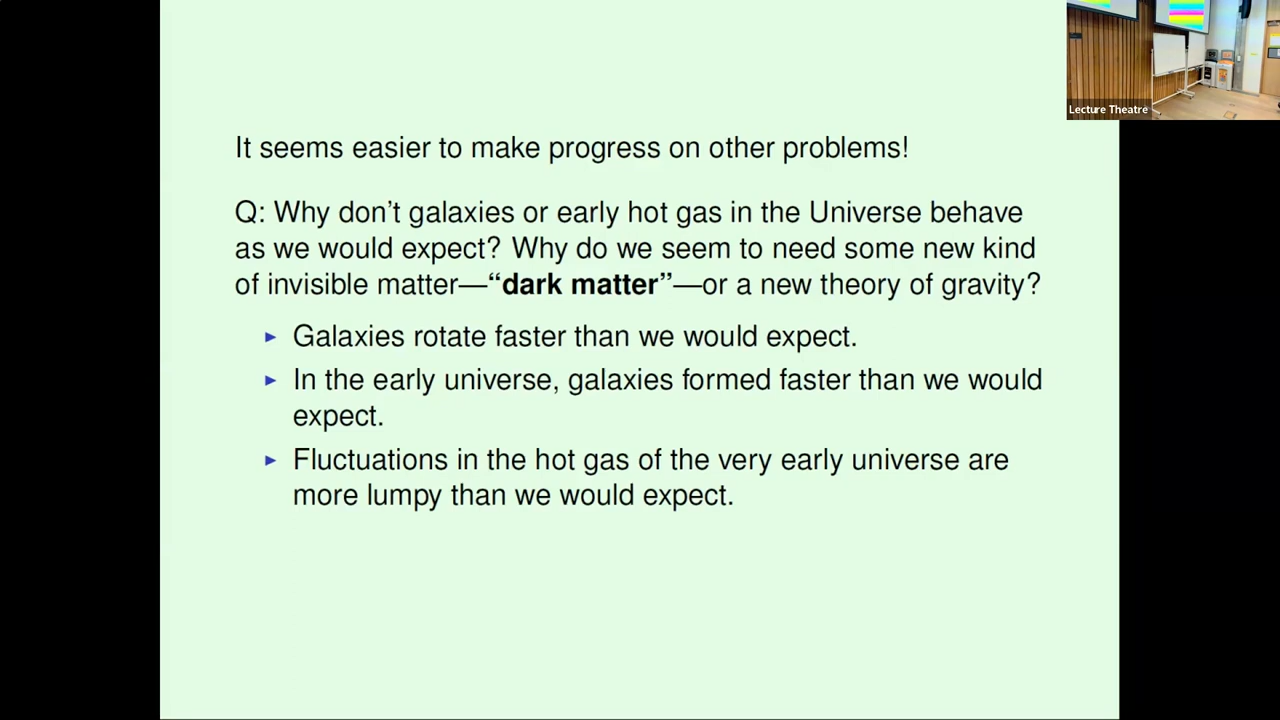 Lecture Theatre
It seems easier to make progress on other problems!
Q: Why don’t galaxies or early hot gas in the Universe behave
as we would expect? Why do we seem to need some new kind
of invisible matter—“dark matter”—or a new theory of gravity?
► Galaxies rotate faster than we would expect.
► In the early universe, galaxies formed faster than we would
expect.
► Fluctuations in the hot gas of the very early universe are
more lumpy than we would expect.